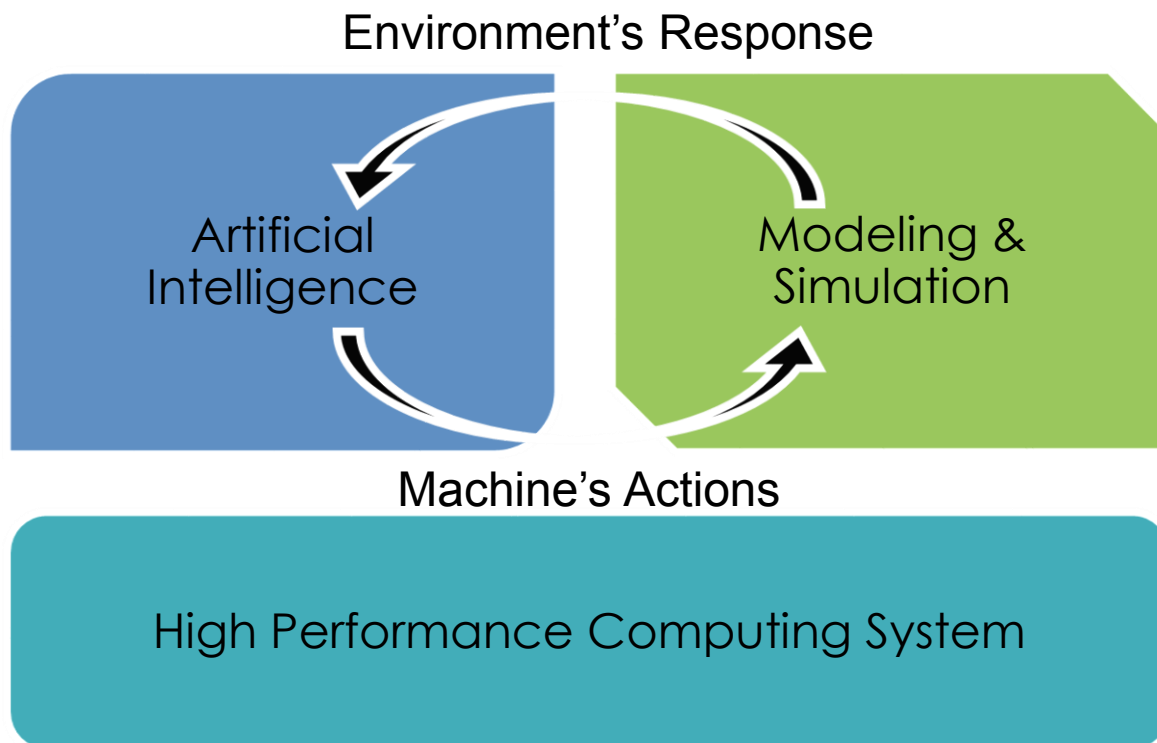 Environment’s Response
Artificial
Intelligence
Modeling &
Simulation
Machine’s Actions
High Performance Computing System